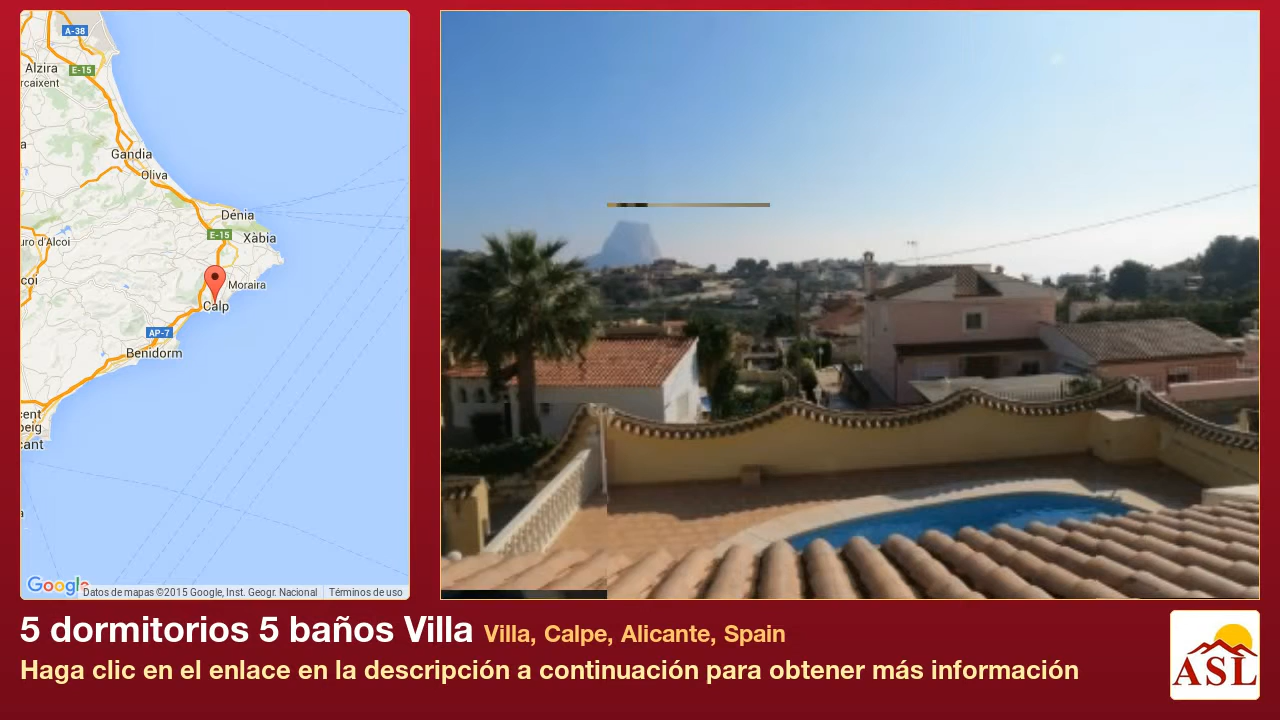 A-38
Alzira
E-15
rcaixent
a
Gandia
Oliva
Dénia
E-15
uro d'Alcoi
Xàbia
coi
Moraira
Calp
AP-7
Benidorm
cent
peig
cant
a
Google
Datos de mapas ©2015 Google, Inst. Geogr. Nacional
Términos de uso
5 dormitorios 5 baños Villa Villa, Calpe, Alicante, Spain
Haga clic en el enlace en la descripción a continuación para obtener más información
ASL